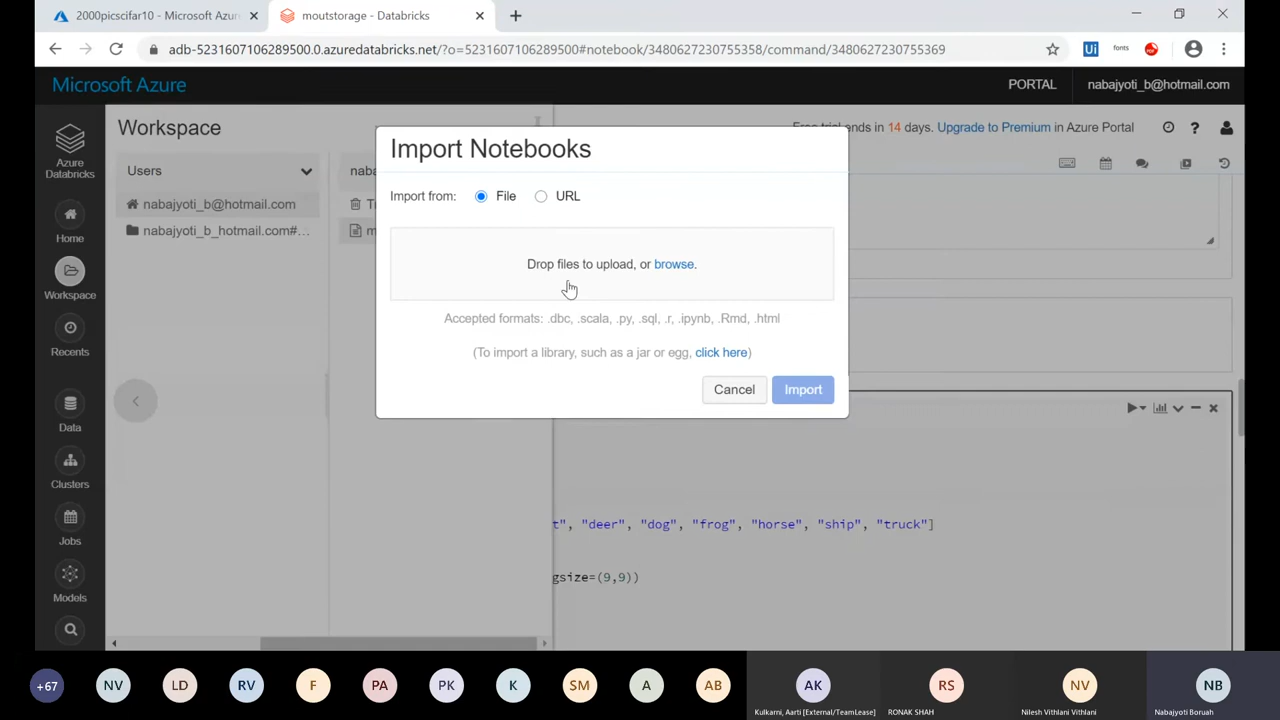 2000picscifar10 - Microsoft Azur
moutstorage - Databricks
adb-5231607106289500.0.azuredatabricks.net/?o=5231607106289500#notebook/3480627230755358/command/3480627230755369
Ui
fonts
Microsoft Azure
PORTAL
nabajyoti_b@hotmail.com
Azure
Databricks
Home
Workspace
Recents
Data
Clusters
Jobs
Models
Workspace
Users
nabajyoti_b@hotmail.com
nabajyoti_b_hotmail.com#...
nab
T
m
Free trial ends in 14 days. Upgrade to Premium in Azure Portal
?
Import Notebooks
Import from: File URL
Drop files to upload, or browse.
Accepted formats: .dbc, .scala, .py, .sql, .r, .ipynb, .Rmd, .html
(To import a library, such as a jar or egg, click here)
Cancel
Import
t", "deer", "dog", "frog", "horse", "ship", "truck"]
gsize=(9,9))
+67
NV
LD
RV
F
PA
PK
K
SM
A
AB
AK
Kulkarni, Aarti [External/TeamLease]
RS
RONAK SHAH
NV
Nilesh Vithlani Vithlani
NB
Nabajyoti Boruah